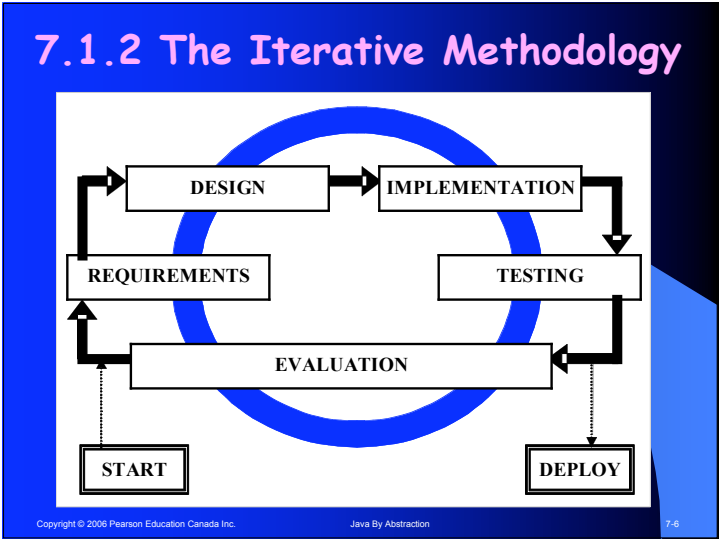 7.1.2 The Iterative Methodology
DESIGN
IMPLEMENTATION
REQUIREMENTS
TESTING
EVALUATION
START
DEPLOY
Copyright © 2006 Pearson Education Canada Inc.
Java By Abstraction
7-6